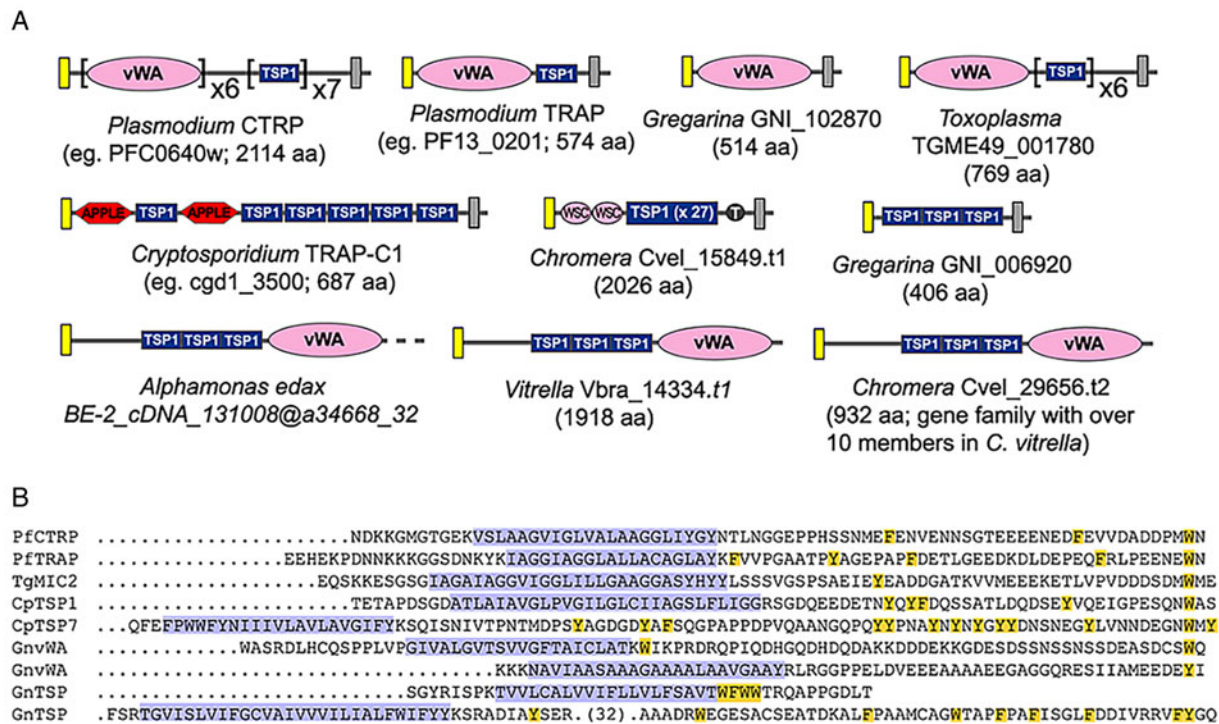 A
vWA x6 TSP1 x7
Plasmodium CTRP
(eg. PFC0640w; 2114 aa)
vWA TSP1
Plasmodium TRAP
(eg. PF13_0201; 574 aa)
vWA
Gregarina GNI_102870
(514 aa)
vWA TSP1 x6
Toxoplasma
TGME49_001780
(769 aa)
APPLE TSP1 APPLE TSP1 TSP1 TSP1 TSP1 TSP1
Cryptosporidium TRAP-C1
(eg. cgd1_3500; 687 aa)
WSC WSC TSP1 (x 27) T
Chromera Cvel_15849.t1
(2026 aa)
TSP1 TSP1 TSP1
Gregarina GNI_006920
(406 aa)
TSP1 TSP1 TSP1 vWA
Alphamonas edax
BE-2_cDNA_131008@a34668_32
TSP1 TSP1 TSP1 vWA
Vitrella Vbra_14334.t1
(1918 aa)
TSP1 TSP1 TSP1 vWA
Chromera Cvel_29656.t2
(932 aa; gene family with over
10 members in C. vitrella)
B
PfCTRP .......................NDKKGMGTGEKVSLAAGVIGLVALAAGGLIYGYNTLNGGEPPHSSNMEFENVENNSGTEEEENEDFEVVDADDPMWN
PfTRAP .................EEHEKPDNNKKKGGSDNKYKIAGGIAGGLALLACAGLAYKFVVPGAATPYAGEPAPFDETLGEEDKDLDEPEQFRLPEENEWN
TgMIC2 ....................EQSKKESGSGIAGAIAGGVIGGLILLGAAGGASYHYYLSSSVGSPSAEIEYEADDGATKVVMEEEKETLVPVDDDSDMWME
CpTSP1 .......................TETAPDSGDATLAIAVGLPVGILGLCIIAGSLFLIGGRSGDQEEDETNYQYFDQSSATLDQDSEYVQEIGPESQNWAS
CpTSP7 ...QFEFPWWFYNIIIVLAVLAVGIFYKSQISNIVTPNTMDPSYAGDGDYAFSQGPAPPDPVQAANGQPQYYPNAYNYNYGYYDNSNEGYLVNNDEGNWMY
GnvWA .............WASRDLHCQSPPLVPGIVALGVTSVVGFTAICLATKWIKPRDRQPIQDHGQDHQDAKKDDDEKKGDESDSSNSSNSSDEASDCSWQ
GnvWA ....................................KKKNAVIAASAAAGAAAALAAVGAAYRLRGGPPELDVEEEAAAAEEGAGGQRESIIAMEEDEYI
GnTSP ............................SGYRISPKTVVLCALVVIFLLVLFSAVTWFWWTRQAPPGDLT
GnTSP .FSRTGVISLVIFGCVAIVVVILIALFWIFYYKSRADIAYSER.(32).AAADRWEGESACSEATDKALFPAAMCAGWTAPFPAFISGLFDDIVRREVFYGQ